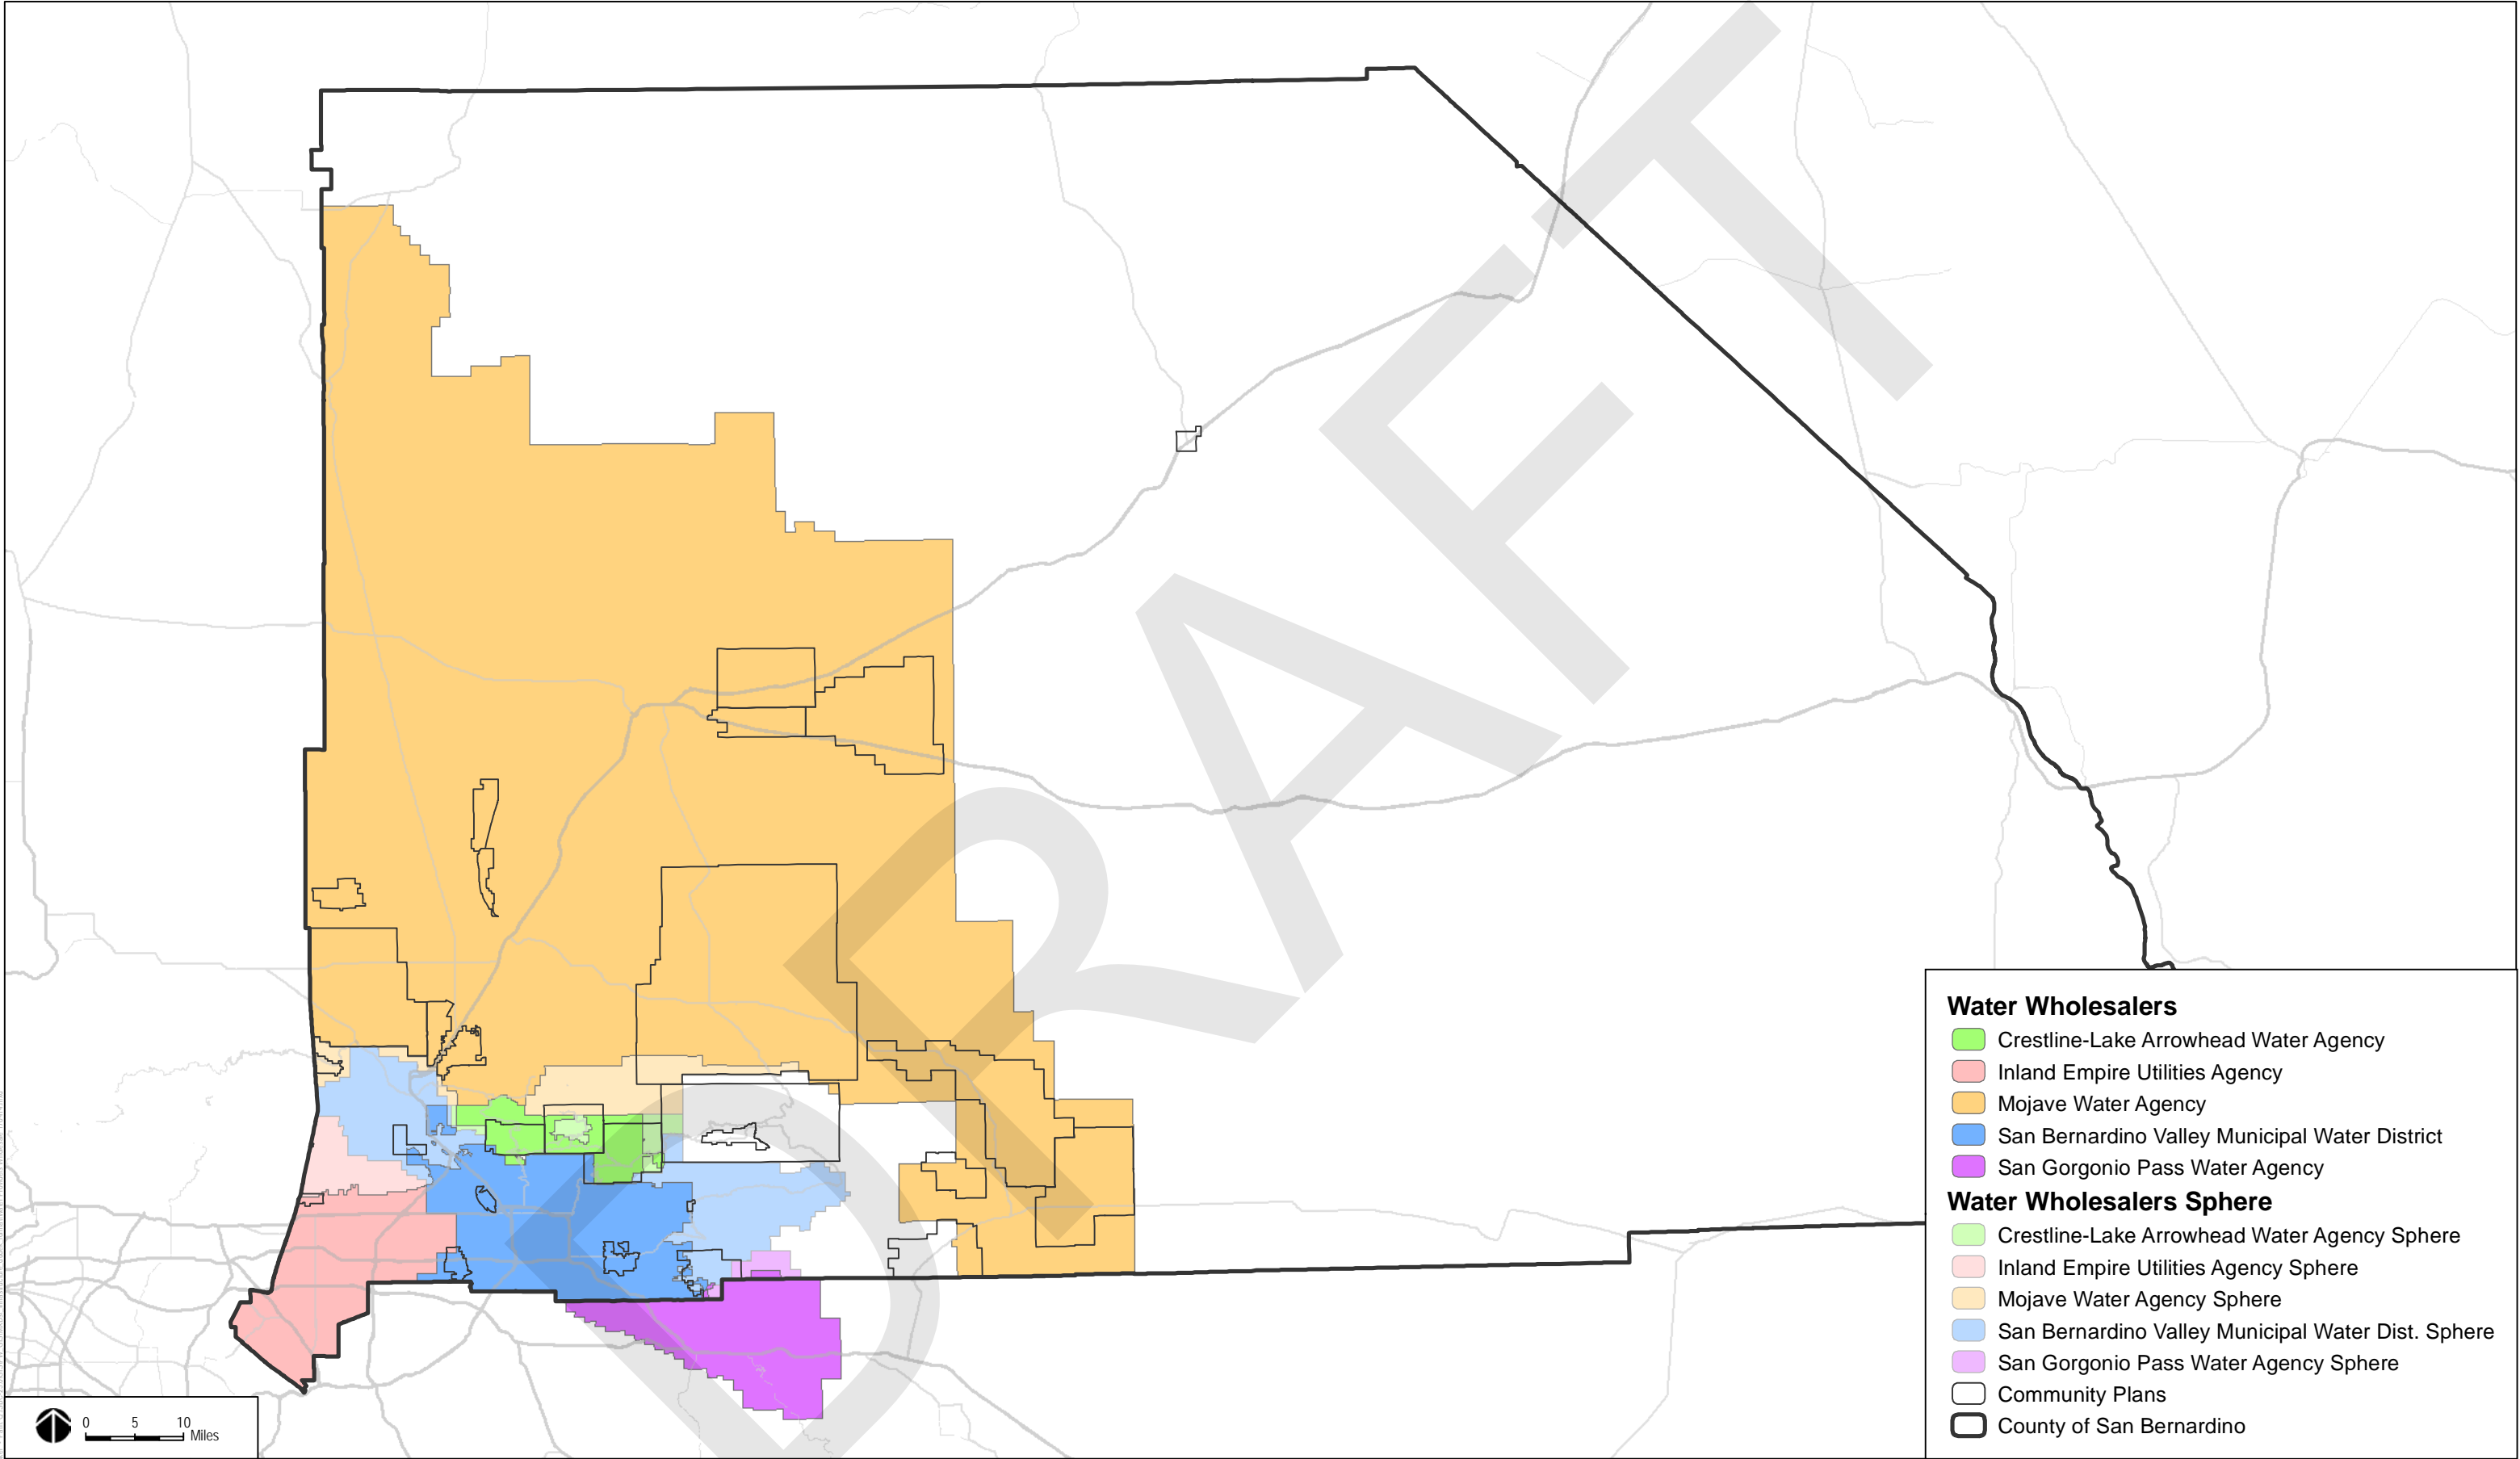 DRAFT
Water Wholesalers
Crestline-Lake Arrowhead Water Agency
Inland Empire Utilities Agency
Mojave Water Agency
San Bernardino Valley Municipal Water District
San Gorgonio Pass Water Agency
Water Wholesalers Sphere
Crestline-Lake Arrowhead Water Agency Sphere
Inland Empire Utilities Agency Sphere
Mojave Water Agency Sphere
San Bernardino Valley Municipal Water Dist. Sphere
San Gorgonio Pass Water Agency Sphere
Community Plans
County of San Bernardino
0 5 10
Miles